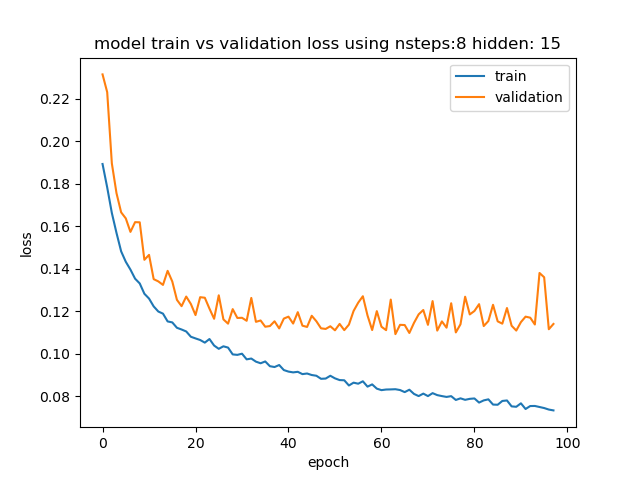 model train vs validation loss using nsteps:8 hidden: 15
train
validation
0.22
0.20
0.18
0.16
0.14
0.12
0.10
0.08
loss
0
20
40
60
80
100
epoch